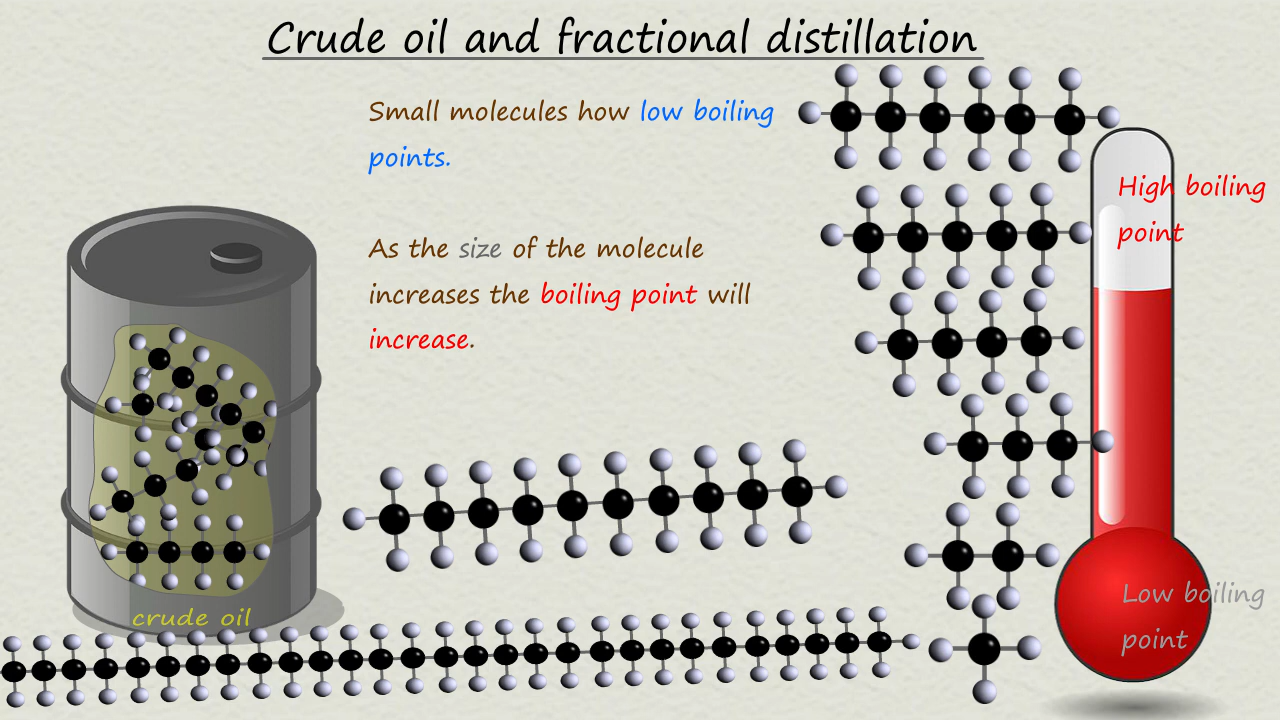 Crude oil and fractional distillation
Small molecules how low boiling
points.
As the size of the molecule
increases the boiling point will
increase.
High boiling
point
Low boiling
point
crude oil